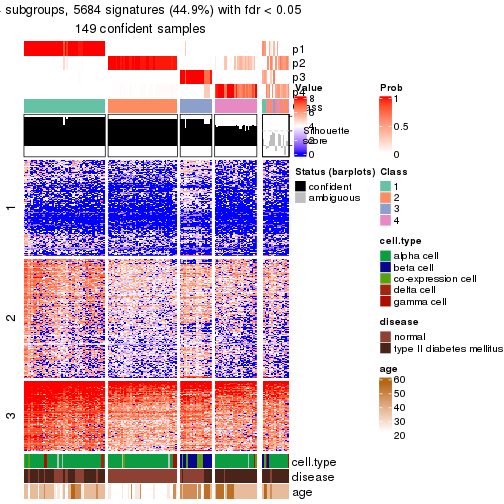 subgroups, 5684 signatures (44.9%) with fdr < 0.05
149 confident samples
p1
p2
p3
p4
Class
Silhouette
score
1
2
3
cell.type
disease
age
Value
8
6
4
2
0
Prob
1
0.5
0
Status (barplots)
confident
ambiguous
Class
1
2
3
4
cell.type
alpha cell
beta cell
co-expression cell
delta cell
gamma cell
disease
normal
type II diabetes mellitus
age
60
50
40
30
20